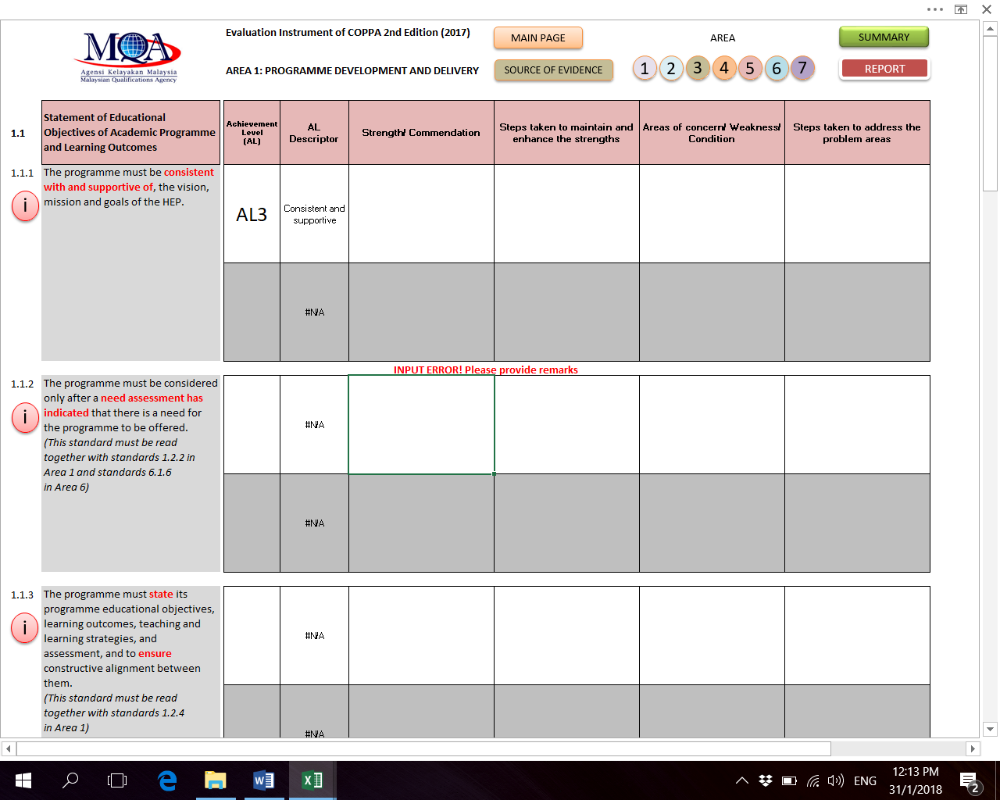 MQA
Agensi Kelayakan Malaysia
Malaysian Qualifications Agency
Evaluation Instrument of COPPA 2nd Edition (2017)
AREA 1: PROGRAMME DEVELOPMENT AND DELIVERY
MAIN PAGE
SOURCE OF EVIDENCE
AREA
1 2 3 4 5 6 7
SUMMARY
REPORT
1.1
Statement of Educational
Objectives of Academic Programme
and Learning Outcomes
Achievement
Level
(AL)
AL
Descriptor
Strength/ Commendation
Steps taken to maintain and
enhance the strengths
Areas of concern/ Weakness/
Condition
Steps taken to address the
problem areas
1.1.1
i
The programme must be consistent
with and supportive of, the vision,
mission and goals of the HEP.
AL3
Consistent and
supportive
#N/A
INPUT ERROR! Please provide remarks
1.1.2
i
The programme must be considered
only after a need assessment has
indicated that there is a need for
the programme to be offered.
(This standard must be read
together with standards 1.2.2 in
Area 1 and standards 6.1.6
in Area 6)
#N/A
#N/A
1.1.3
i
The programme must state its
programme educational objectives,
learning outcomes, teaching and
learning strategies, and
assessment, and to ensure
constructive alignment between
them.
(This standard must be read
together with standards 1.2.4
in Area 1)
#N/A
#N/A
ENG
12:13 PM
31/1/2018
2